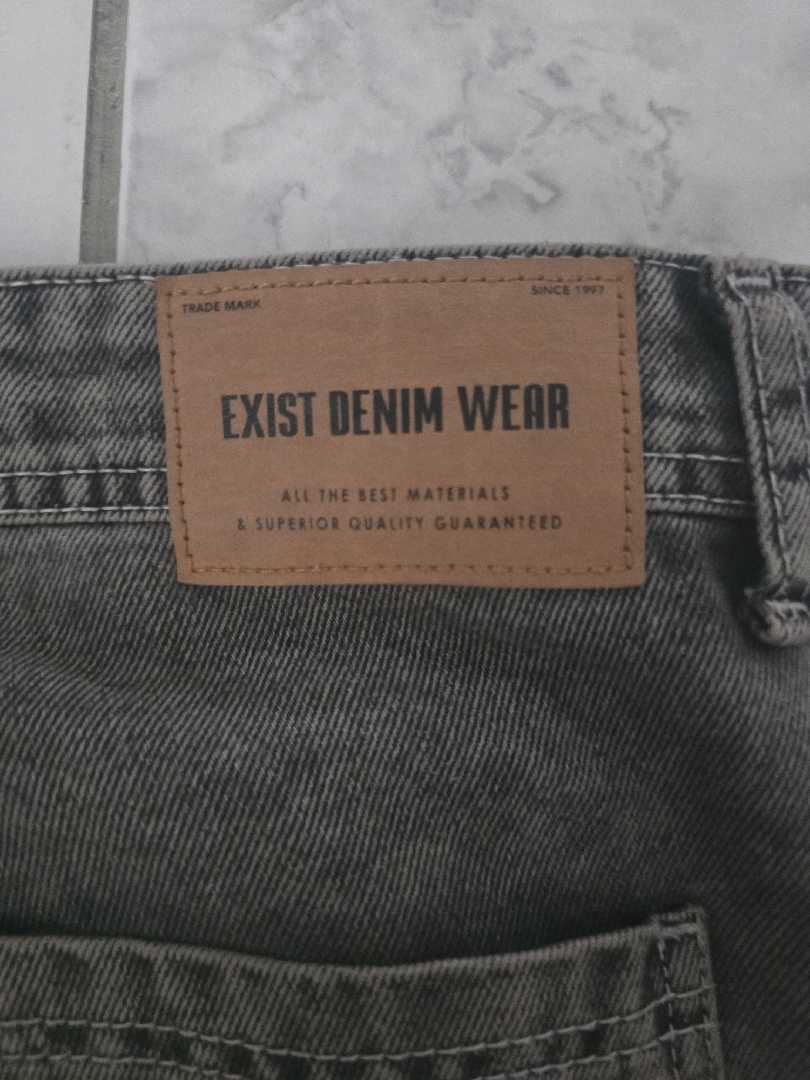 TRADE MARK
SINCE 1997
EXIST DENIM WEAR
ALL THE BEST MATERIALS
& SUPERIOR QUALITY GUARANTEED